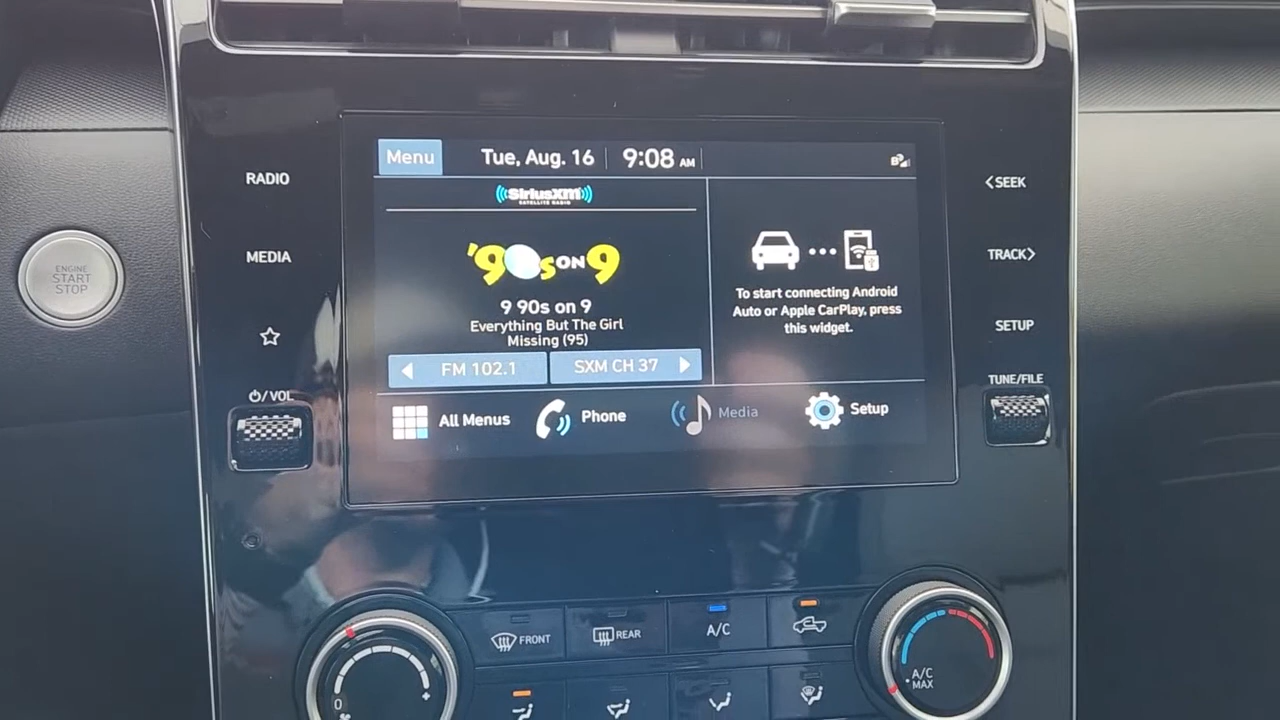 RADIO
MEDIA
ENGINE
START
STOP
/VOL
Menu
Tue, Aug. 16
9:08 AM
SiriusXM
SATELLITE RADIO
'90s ON 9
9 90s on 9
Everything But The Girl
Missing (95)
FM 102.1
SXM CH 37
To start connecting Android
Auto or Apple CarPlay, press
this widget.
All Menus
Phone
Media
Setup
<SEEK
TRACK>
SETUP
TUNE/FILE
FRONT
REAR
A/C
0
+
A/C
MAX